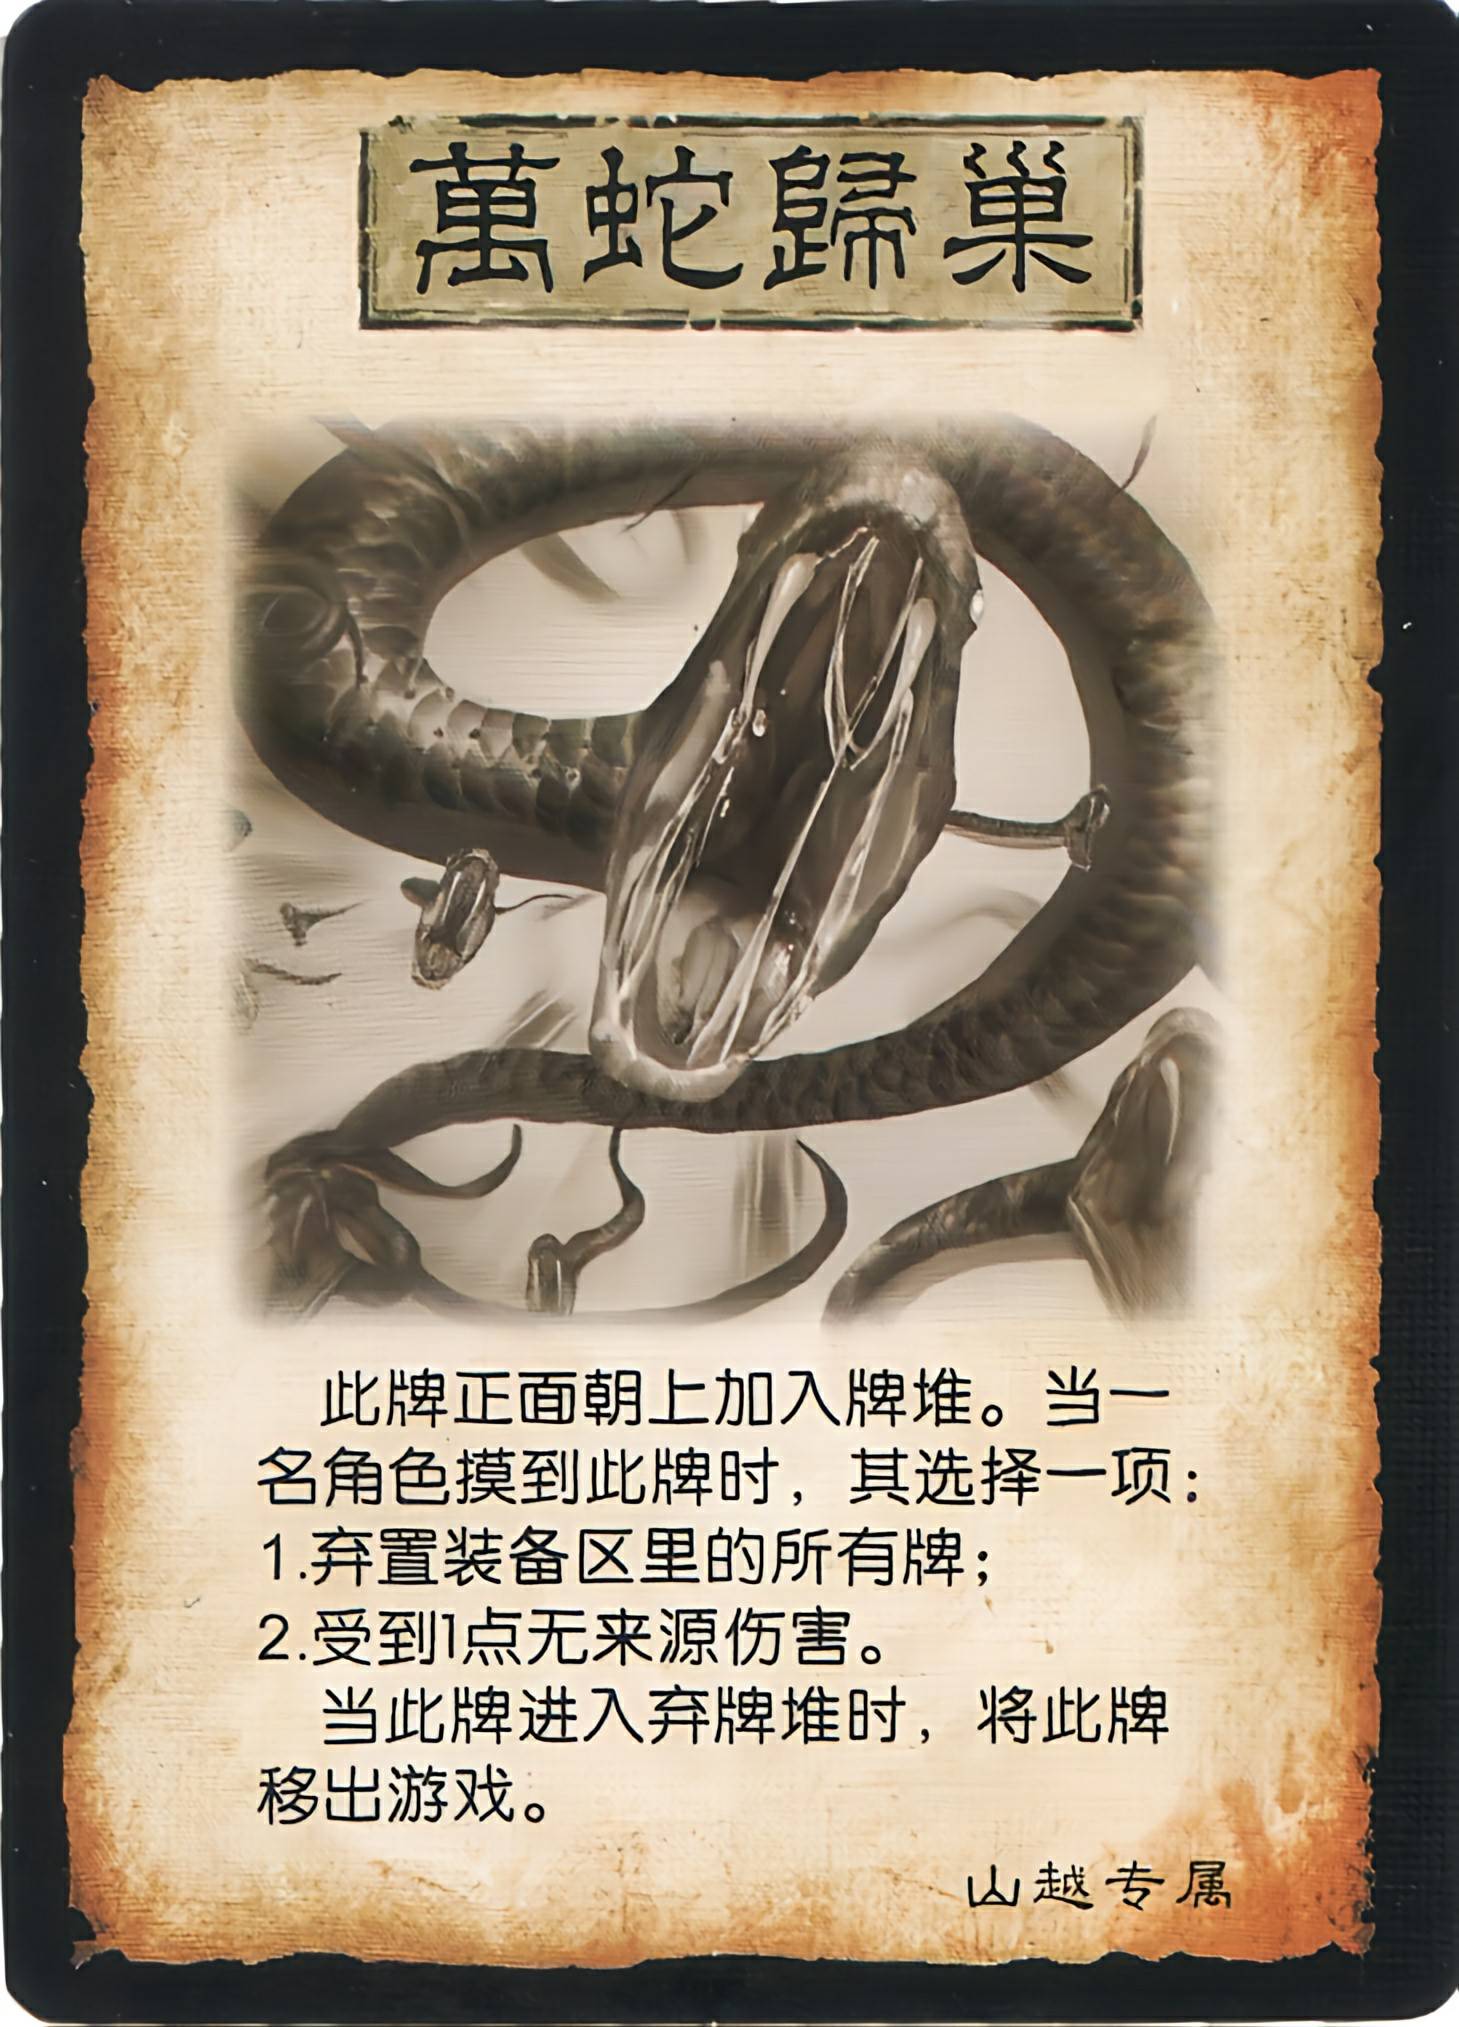 萬蛇歸巢
此牌正面朝上加入牌堆。当一
名角色摸到此牌时，其选择一项：
1.弃置装备区里的所有牌；
2.受到1点无来源伤害。
当此牌进入弃牌堆时，将此牌
移出游戏。
山越专属